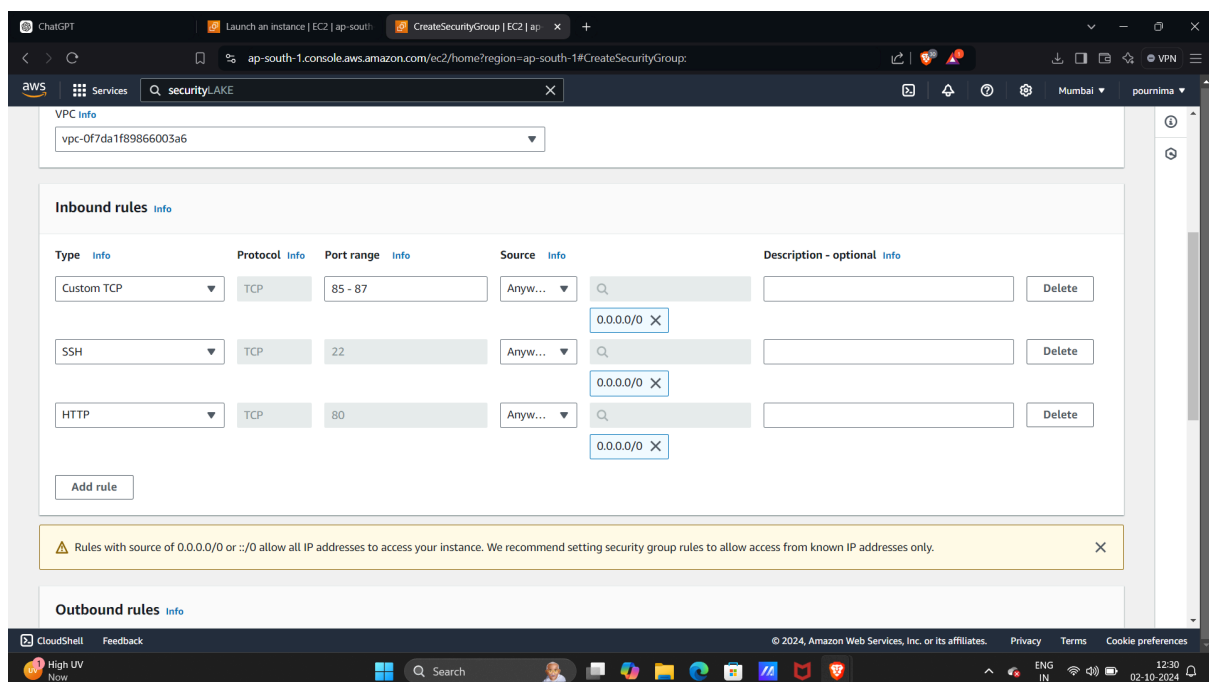 ChatGPT
Launch an instance | EC2 | ap-south
CreateSecurityGroup | EC2 | ap-
ap-south-1.console.aws.amazon.com/ec2/home?region=ap-south-1#CreateSecurityGroup:
VPN
aws
Services
securityLAKE
Mumbai
pournima
VPC Info
vpc-0f7da1f89866003a6
Inbound rules Info
Type Info Protocol Info Port range Info Source Info Description - optional Info
Custom TCP TCP 85 - 87 Anyw... Delete
0.0.0.0/0
SSH TCP 22 Anyw... Delete
0.0.0.0/0
HTTP TCP 80 Anyw... Delete
0.0.0.0/0
Add rule
Rules with source of 0.0.0.0/0 or ::/0 allow all IP addresses to access your instance. We recommend setting security group rules to allow access from known IP addresses only.
Outbound rules Info
CloudShell Feedback © 2024, Amazon Web Services, Inc. or its affiliates. Privacy Terms Cookie preferences
High UV
Now
Search
ENG
IN
12:30
02-10-2024